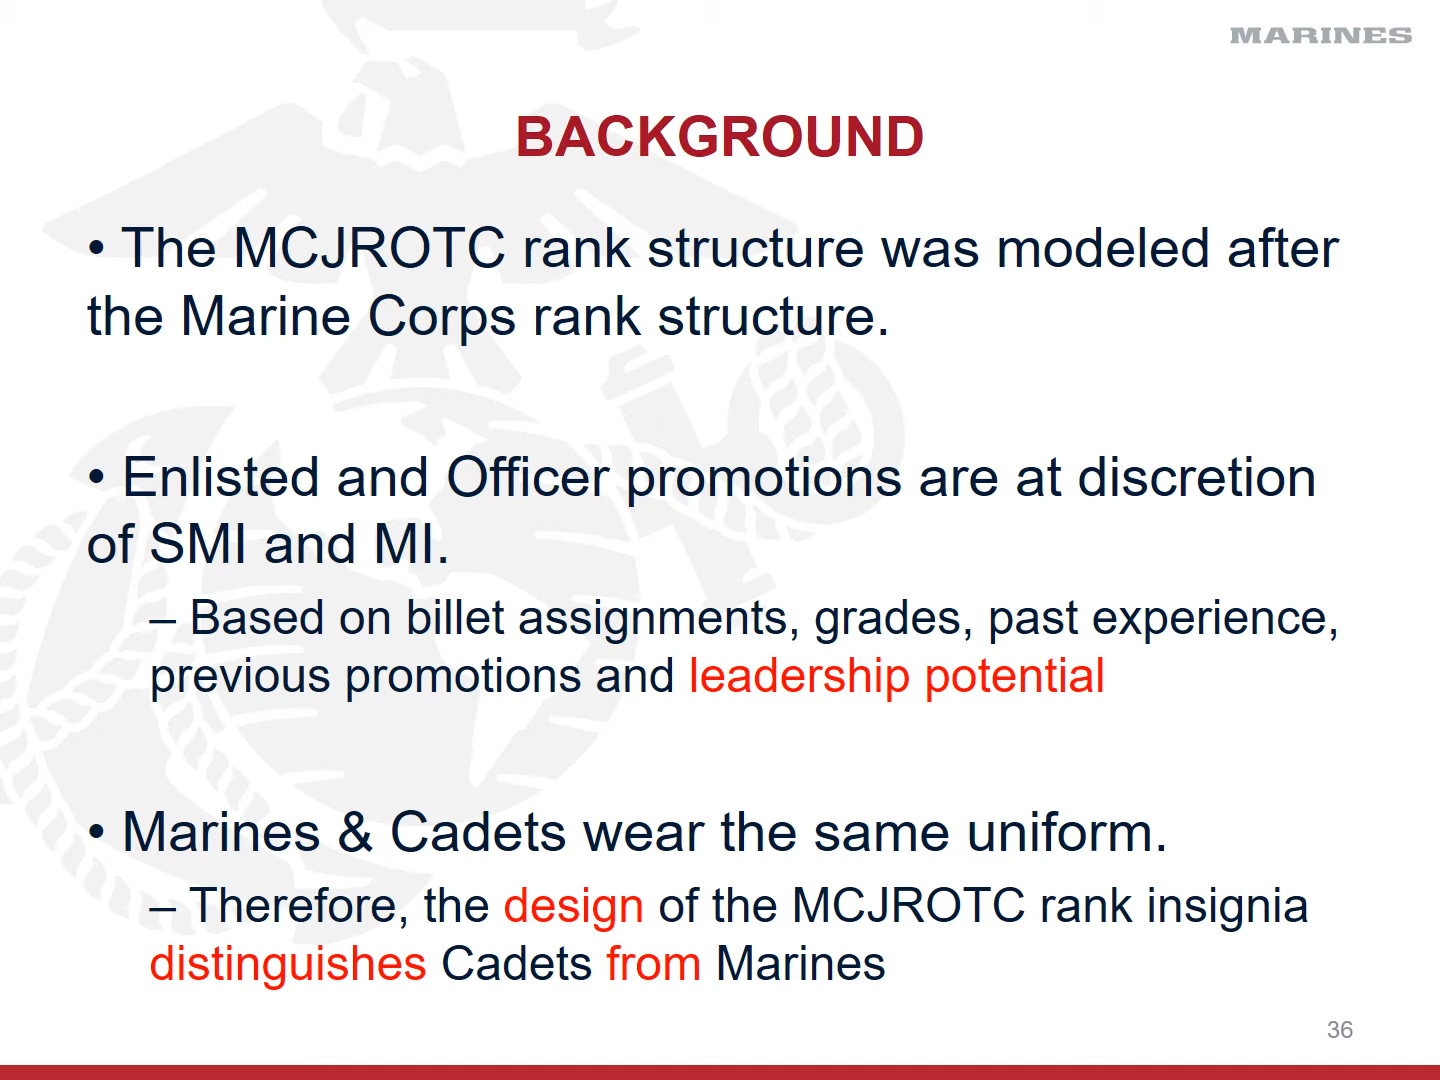 MARINES
BACKGROUND
• The MCJROTC rank structure was modeled after
the Marine Corps rank structure.
• Enlisted and Officer promotions are at discretion
of SMI and MI.
– Based on billet assignments, grades, past experience,
previous promotions and leadership potential
• Marines & Cadets wear the same uniform.
– Therefore, the design of the MCJROTC rank insignia
distinguishes Cadets from Marines
36